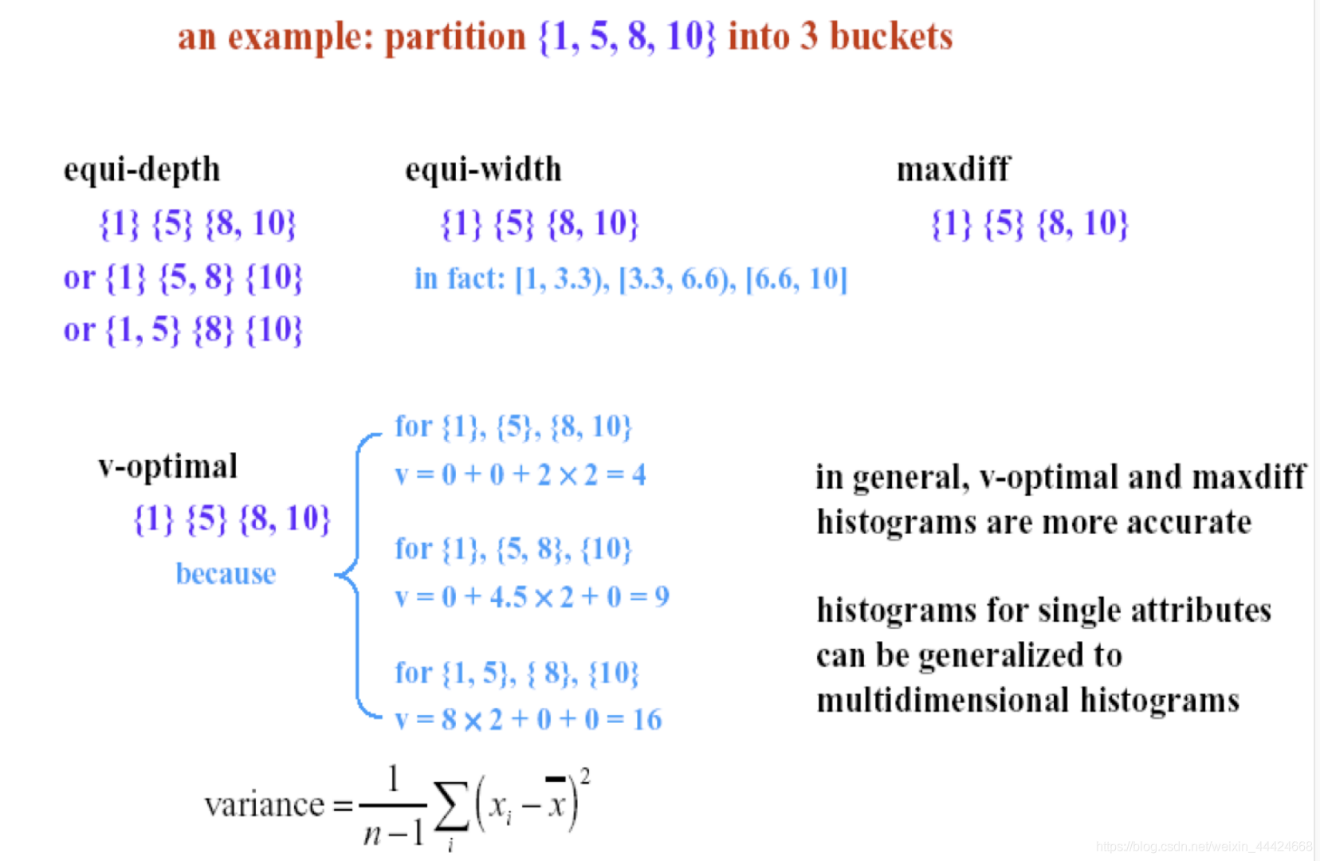 an example: partition {1, 5, 8, 10} into 3 buckets
equi-depth
{1} {5} {8, 10}
or {1} {5, 8} {10}
or {1, 5} {8} {10}
equi-width
{1} {5} {8, 10}
in fact: [1, 3.3), [3.3, 6.6), [6.6, 10]
maxdiff
{1} {5} {8, 10}
v-optimal
{1} {5} {8, 10}
because
for {1}, {5}, {8, 10}
v = 0 + 0 + 2 × 2 = 4
for {1}, {5, 8}, {10}
v = 0 + 4.5 × 2 + 0 = 9
for {1, 5}, { 8}, {10}
v = 8 × 2 + 0 + 0 = 16
in general, v-optimal and maxdiff
histograms are more accurate
histograms for single attributes
can be generalized to
multidimensional histograms
variance = 1/(n−1) ∑ᵢ (xᵢ − x̄)²
https://blog.csdn.net/weixin_44424668